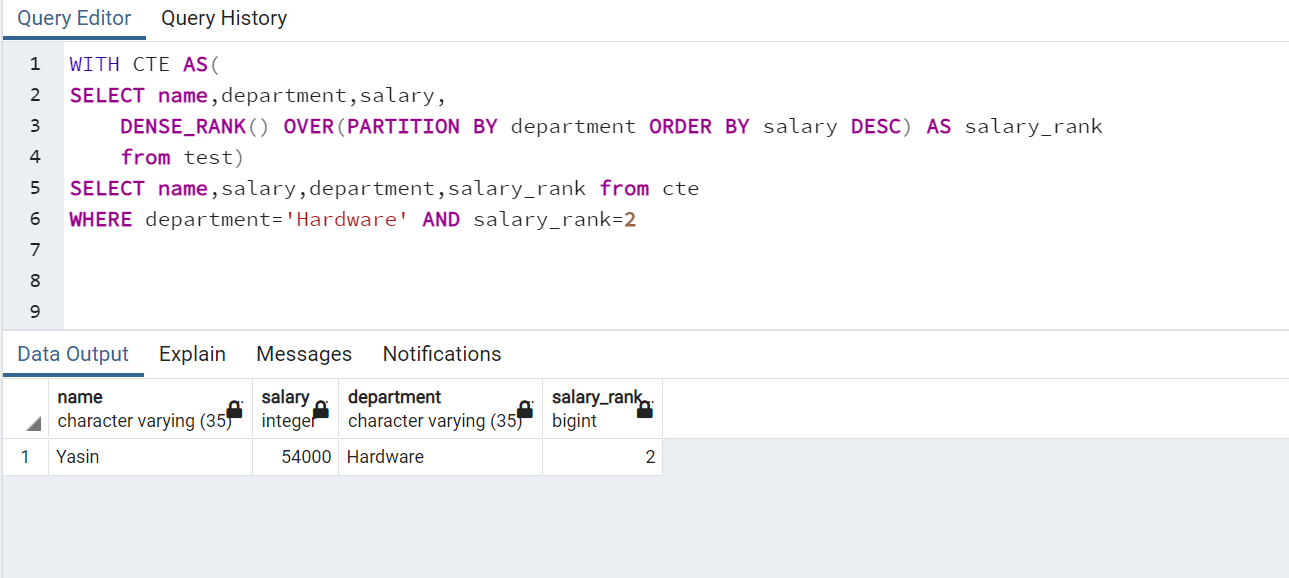 Query Editor Query History
1 WITH CTE AS(
2 SELECT name,department,salary,
3 DENSE_RANK() OVER(PARTITION BY department ORDER BY salary DESC) AS salary_rank
4 from test)
5 SELECT name,salary,department,salary_rank from cte
6 WHERE department='Hardware' AND salary_rank=2
7
8
9
Data Output Explain Messages Notifications
name salary department salary_rank
character varying (35) integer character varying (35) bigint
1 Yasin 54000 Hardware 2